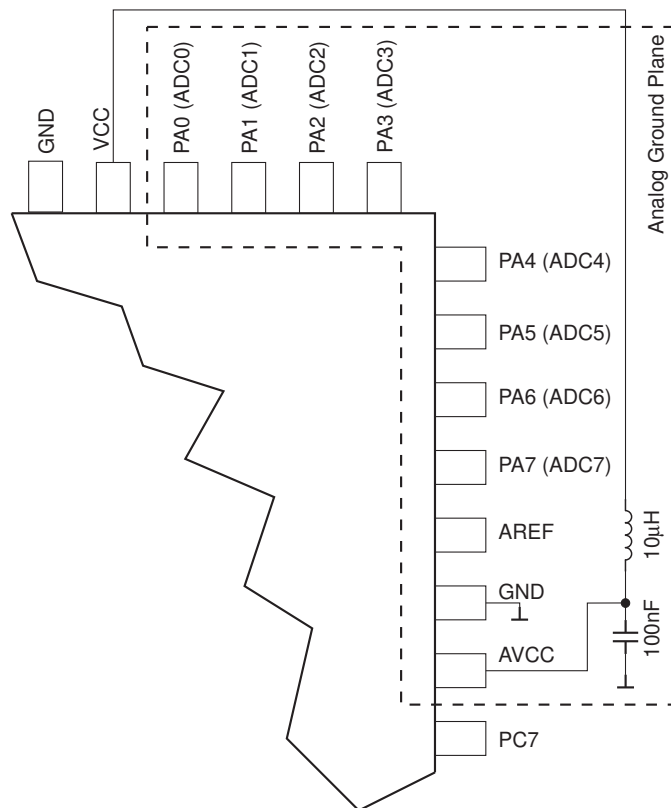 GND
VCC
PA0 (ADC0)
PA1 (ADC1)
PA2 (ADC2)
PA3 (ADC3)
Analog Ground Plane
PA4 (ADC4)
PA5 (ADC5)
PA6 (ADC6)
PA7 (ADC7)
AREF
10µH
GND
AVCC
100nF
PC7